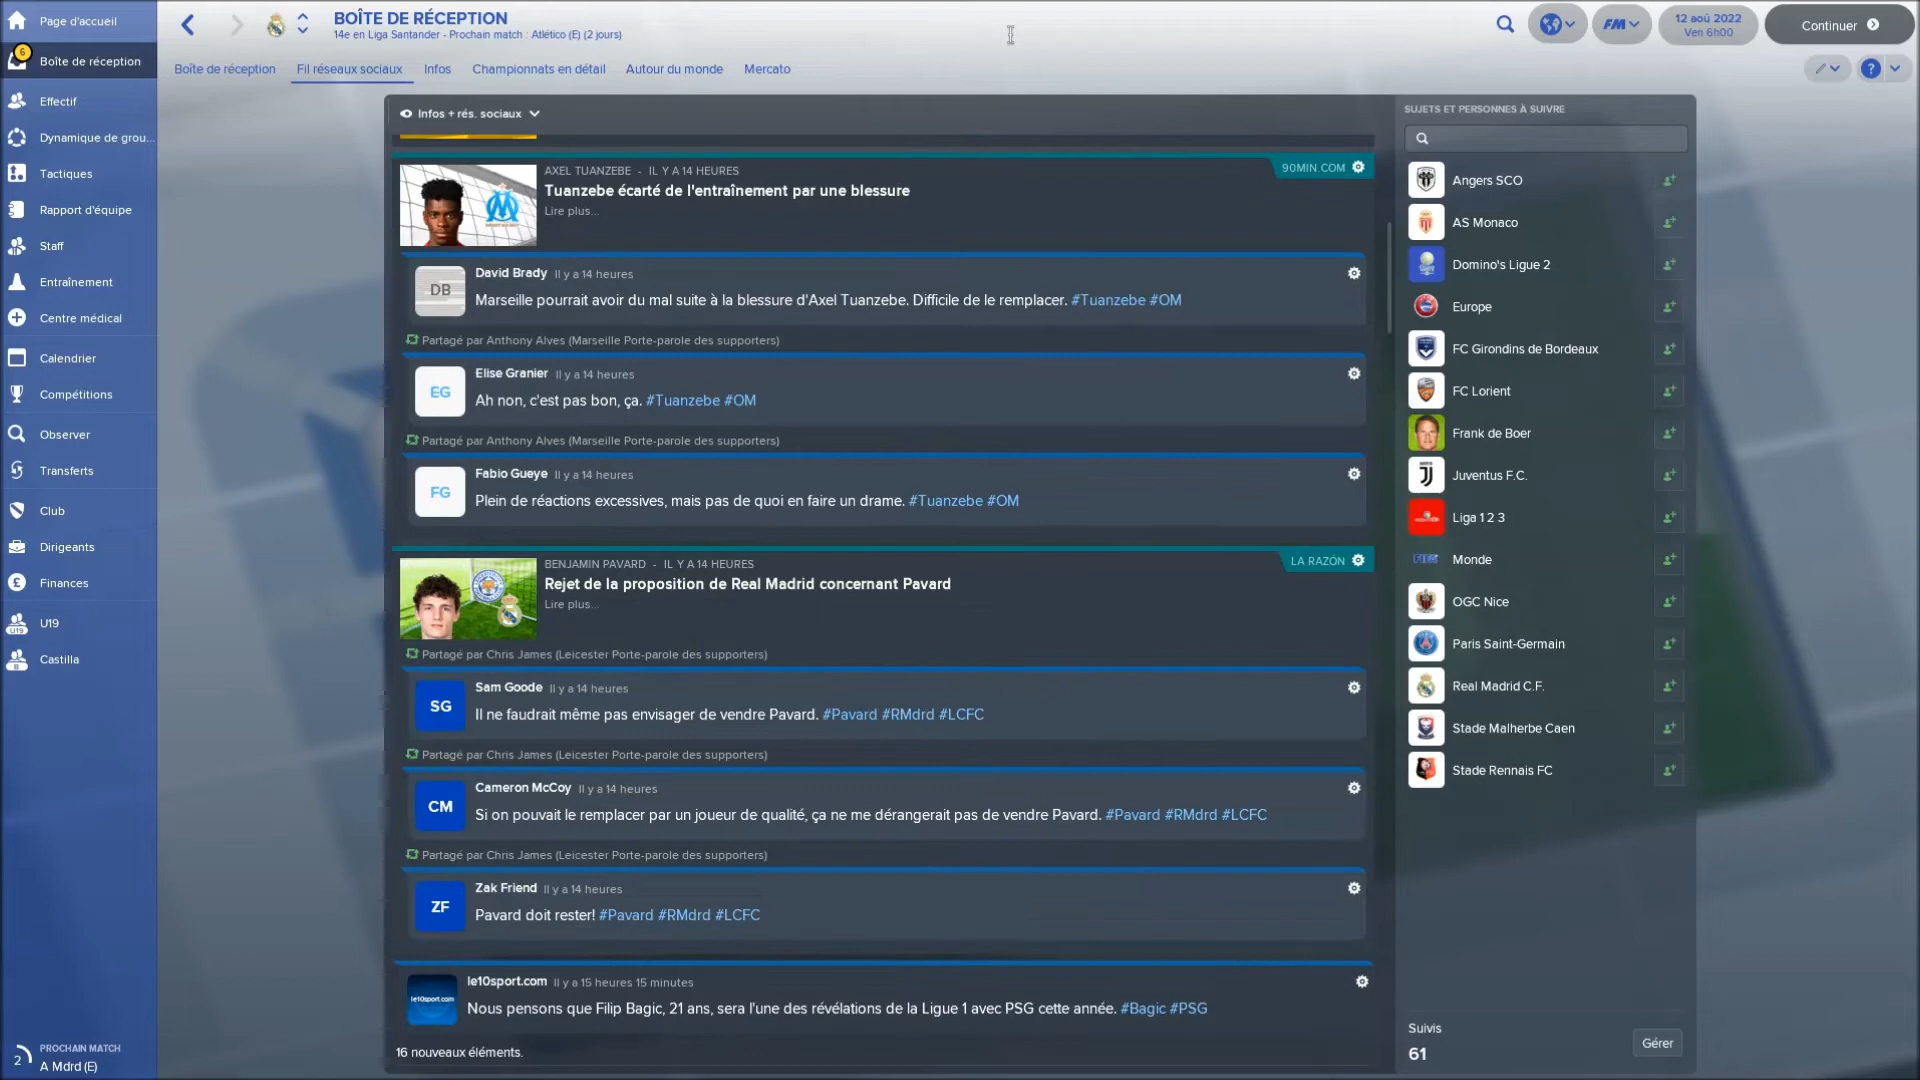 Page d'accueil
6
Boîte de réception
Effectif
Dynamique de grou...
Tactiques
Rapport d'équipe
Staff
Entraînement
Centre médical
Calendrier
Compétitions
Observer
Transferts
Club
Dirigeants
Finances
U19
U19
Castilla
B
2
PROCHAIN MATCH
A Mdrd (E)
BOÎTE DE RÉCEPTION
14e en Liga Santander - Prochain match : Atlético (E) (2 jours)
FM
12 aoû 2022
Ven 6h00
Continuer
Boîte de réception
Fil réseaux sociaux
Infos
Championnats en détail
Autour du monde
Mercato
?
Infos + rés. sociaux
AXEL TUANZEBE - IL Y A 14 HEURES
90MIN.COM
Tuanzebe écarté de l'entraînement par une blessure
Lire plus...
DB
David Brady Il y a 14 heures
Marseille pourrait avoir du mal suite à la blessure d'Axel Tuanzebe. Difficile de le remplacer. #Tuanzebe #OM
Partagé par Anthony Alves (Marseille Porte-parole des supporters)
EG
Elise Granier Il y a 14 heures
Ah non, c'est pas bon, ça. #Tuanzebe #OM
Partagé par Anthony Alves (Marseille Porte-parole des supporters)
FG
Fabio Gueye Il y a 14 heures
Plein de réactions excessives, mais pas de quoi en faire un drame. #Tuanzebe #OM
BENJAMIN PAVARD - IL Y A 14 HEURES
LA RAZÓN
Rejet de la proposition de Real Madrid concernant Pavard
Lire plus...
Partagé par Chris James (Leicester Porte-parole des supporters)
SG
Sam Goode Il y a 14 heures
Il ne faudrait même pas envisager de vendre Pavard. #Pavard #RMdrd #LCFC
Partagé par Chris James (Leicester Porte-parole des supporters)
CM
Cameron McCoy Il y a 14 heures
Si on pouvait le remplacer par un joueur de qualité, ça ne me dérangerait pas de vendre Pavard. #Pavard #RMdrd #LCFC
Partagé par Chris James (Leicester Porte-parole des supporters)
ZF
Zak Friend Il y a 14 heures
Pavard doit rester! #Pavard #RMdrd #LCFC
le10sport.com
le10sport.com Il y a 15 heures 15 minutes
Nous pensons que Filip Bagic, 21 ans, sera l'une des révélations de la Ligue 1 avec PSG cette année. #Bagic #PSG
16 nouveaux éléments.
SUJETS ET PERSONNES À SUIVRE
Angers SCO
AS Monaco
Domino's Ligue 2
Europe
FC Girondins de Bordeaux
FC Lorient
Frank de Boer
Juventus F.C.
Liga 1 2 3
FIFA
Monde
OGC Nice
Paris Saint-Germain
Real Madrid C.F.
Stade Malherbe Caen
Stade Rennais FC
Suivis
61
Gérer